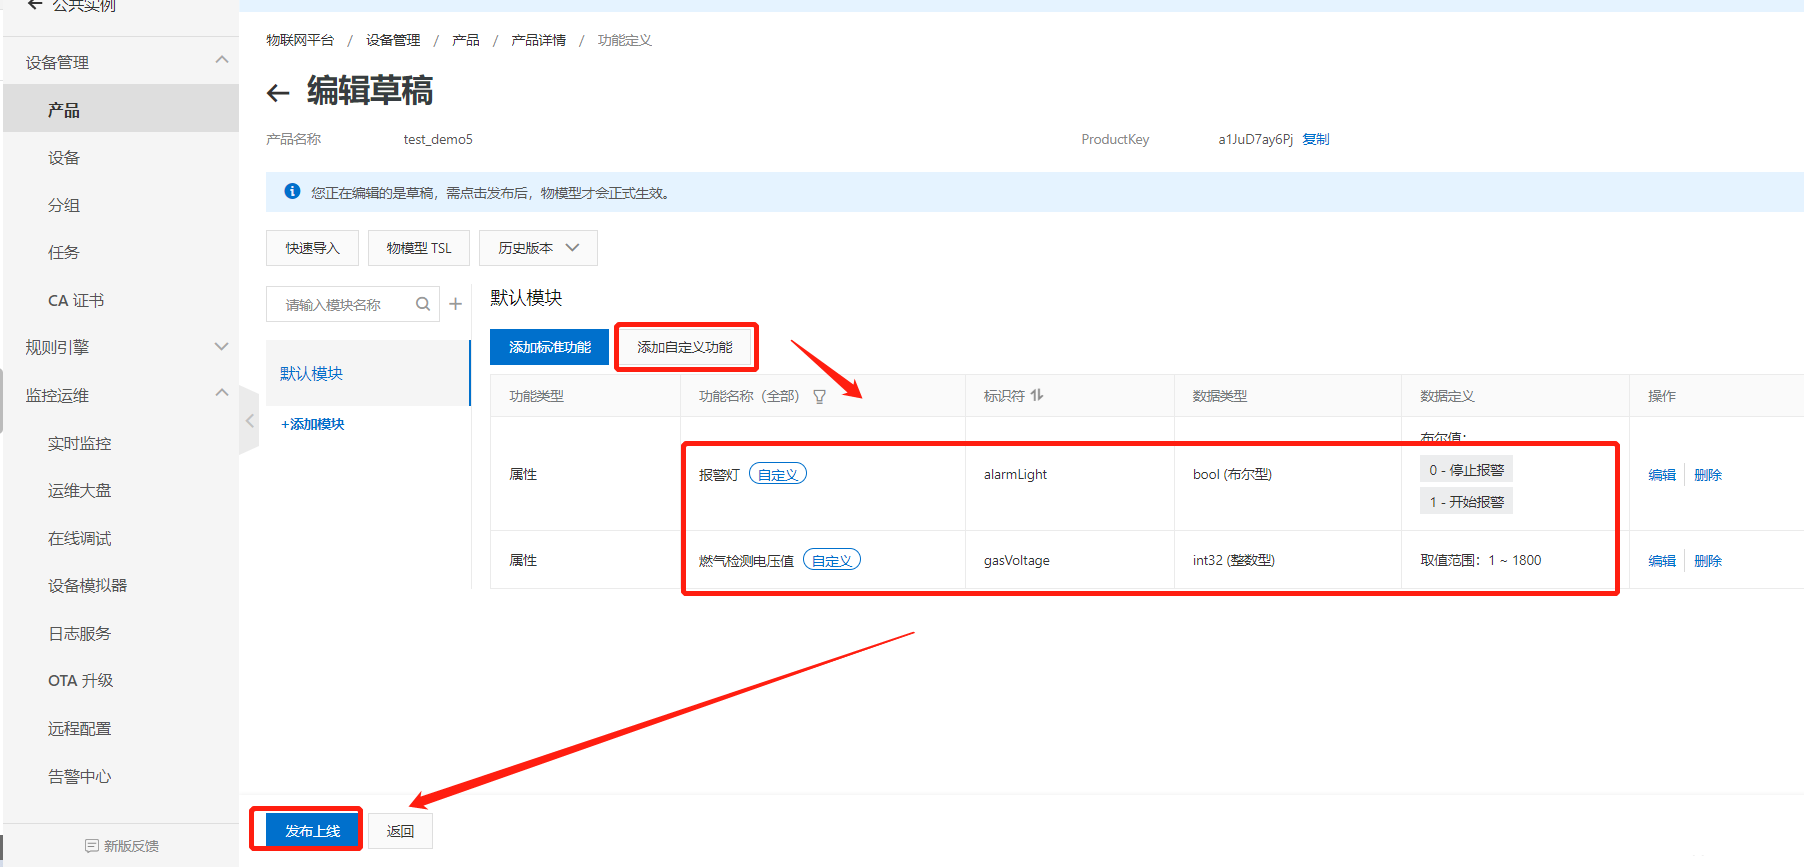 公共实例
设备管理
产品
设备
分组
任务
CA 证书
规则引擎
监控运维
实时监控
运维大盘
在线调试
设备模拟器
日志服务
OTA 升级
远程配置
告警中心
新版反馈
物联网平台 / 设备管理 / 产品 / 产品详情 / 功能定义
编辑草稿
产品名称 test_demo5 ProductKey a1JuD7ay6Pj 复制
您正在编辑的是草稿，需点击发布后，物模型才会正式生效。
快速导入 物模型 TSL 历史版本
请输入模块名称
默认模块
+添加模块
默认模块
添加标准功能 添加自定义功能
功能类型 功能名称（全部） 标识符 数据类型 数据定义 操作
布尔值：
属性 报警灯 自定义 alarmLight bool (布尔型) 0 - 停止报警 编辑 删除
1 - 开始报警
属性 燃气检测电压值 自定义 gasVoltage int32 (整数型) 取值范围：1 ~ 1800 编辑 删除
发布上线 返回